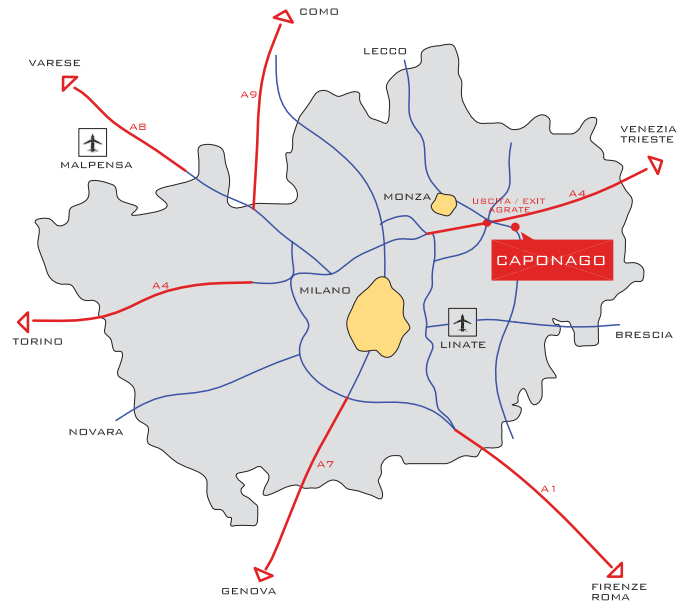 COMO
LECCO
VARESE
A9
A8
VENEZIA
TRIESTE
MALPENSA
MONZA
USCITA / EXIT
AGRATE
A4
CAPONAGO
A4
MILANO
TORINO
LINATE
BRESCIA
NOVARA
A7
A1
GENOVA
FIRENZE
ROMA